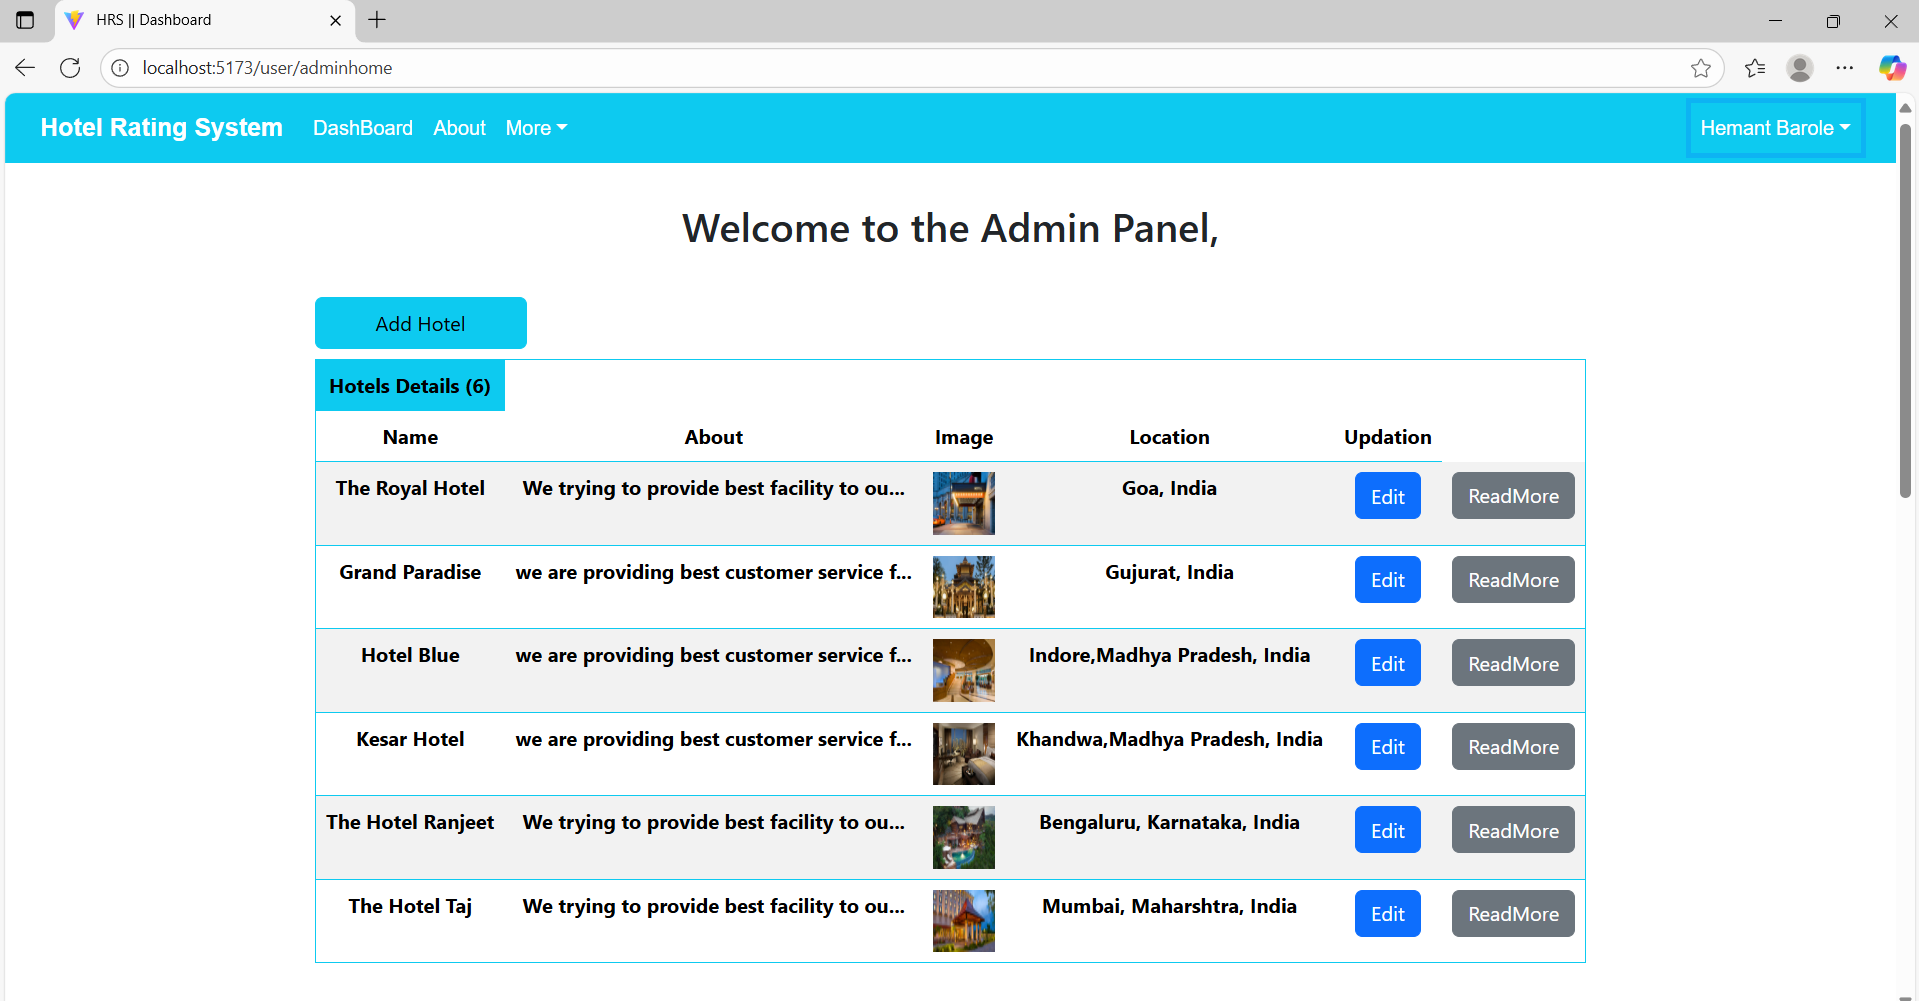 HRS || Dashboard
localhost:5173/user/adminhome
Hotel Rating System DashBoard About More Hemant Barole
Welcome to the Admin Panel,
Add Hotel
Hotels Details (6)
Name About Image Location Updation
The Royal Hotel We trying to provide best facility to ou... Goa, India Edit ReadMore
Grand Paradise we are providing best customer service f... Gujurat, India Edit ReadMore
Hotel Blue we are providing best customer service f... Indore,Madhya Pradesh, India Edit ReadMore
Kesar Hotel we are providing best customer service f... Khandwa,Madhya Pradesh, India Edit ReadMore
The Hotel Ranjeet We trying to provide best facility to ou... Bengaluru, Karnataka, India Edit ReadMore
The Hotel Taj We trying to provide best facility to ou... Mumbai, Maharshtra, India Edit ReadMore